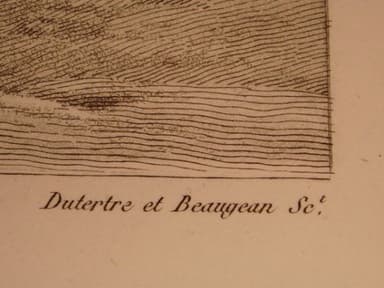 Dutertre et Beaugean Sc.t